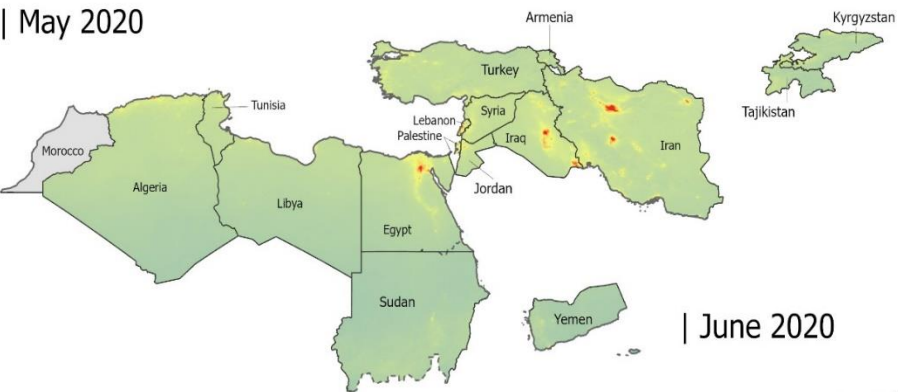 | May 2020
Armenia
Kyrgyzstan
Turkey
Tunisia
Syria
Lebanon
Palestine
Iraq
Iran
Tajikistan
Morocco
Algeria
Libya
Jordan
Egypt
Sudan
Yemen
| June 2020